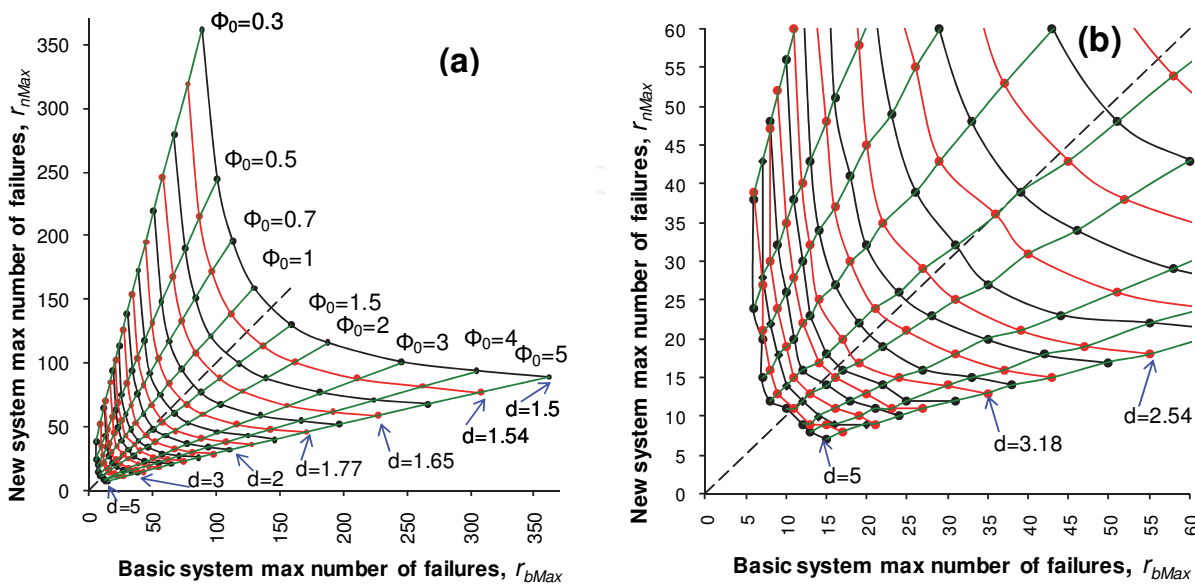 (a)
New system max number of failures, r_nMax
350
300
250
200
150
100
50
0
Φ0=0.3
Φ0=0.5
Φ0=0.7
Φ0=1
Φ0=1.5
Φ0=2
Φ0=3
Φ0=4
Φ0=5
d=1.5
d=1.54
d=1.65
d=1.77
d=2
d=3
d=5
0 50 100 150 200 250 300 350
Basic system max number of failures, r_bMax
(b)
New system max number of failures, r_nMax
60
55
50
45
40
35
30
25
20
15
10
5
0
d=2.54
d=3.18
d=5
0 5 10 15 20 25 30 35 40 45 50 55 60
Basic system max number of failures, r_bMax